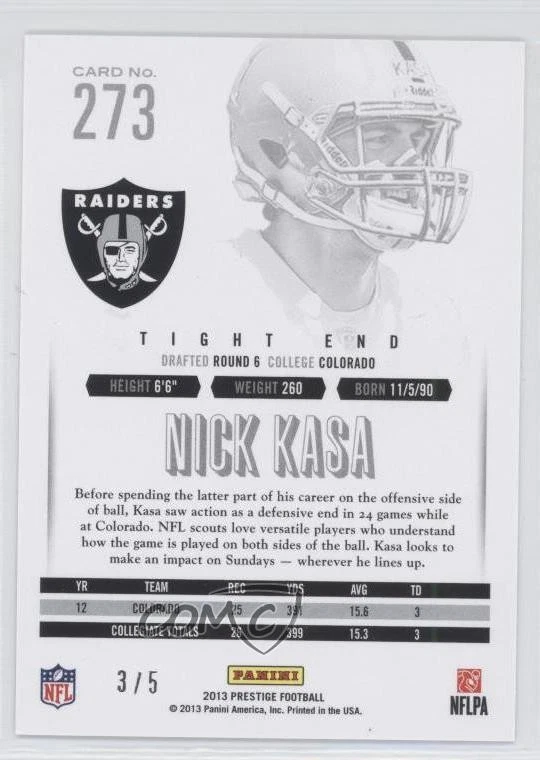 CARD No.
273
KAS
Riddell
Riddell
RAIDERS
TIGHT END
DRAFTED ROUND 6 COLLEGE COLORADO
HEIGHT 6'6" WEIGHT 260 BORN 11/5/90
NICK KASA
Before spending the latter part of his career on the offensive side
of ball, Kasa saw action as a defensive end in 24 games while
at Colorado. NFL scouts love versatile players who understand
how the game is played on both sides of the ball. Kasa looks to
make an impact on Sundays — wherever he lines up.
YR TEAM REC YDS AVG TD
12 COLORADO 25 391 15.6 3
COLLEGIATE TOTALS 26 399 15.3 3
COMC
NFL
3/5
PANINI
2013 PRESTIGE FOOTBALL
© 2013 Panini America, Inc. Printed in the USA.
NFLPA